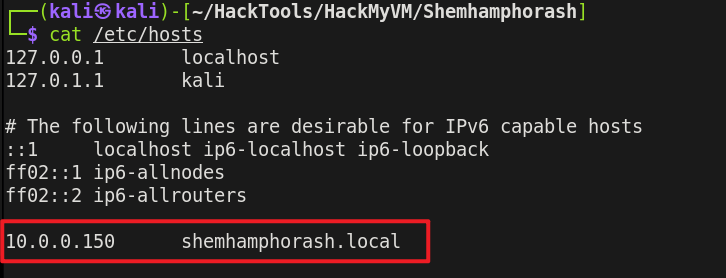 ┌──(kali㉿kali)-[~/HackTools/HackMyVM/Shemhamphorash]
└─$ cat /etc/hosts
127.0.0.1       localhost
127.0.1.1       kali

# The following lines are desirable for IPv6 capable hosts
::1     localhost ip6-localhost ip6-loopback
ff02::1 ip6-allnodes
ff02::2 ip6-allrouters

10.0.0.150      shemhamphorash.local